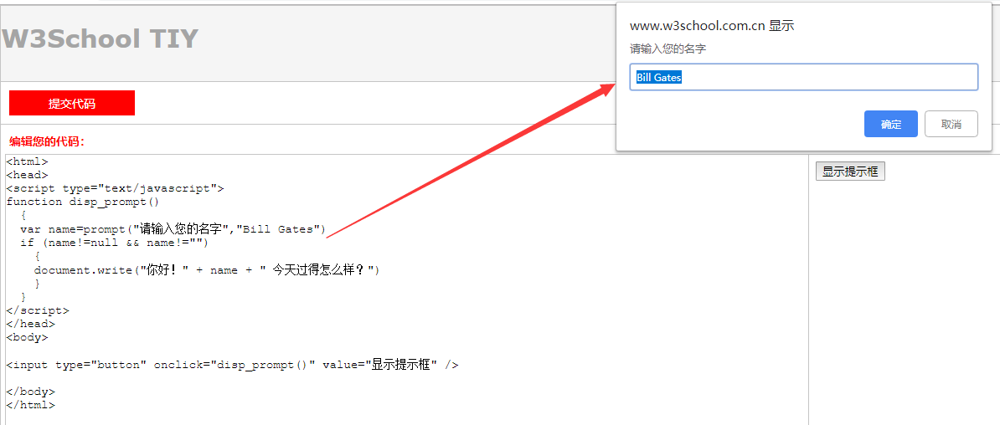 www.w3school.com.cn 显示
请输入您的名字
Bill Gates
确定 取消
W3School TIY
提交代码
编辑您的代码:
<html>
<head>
<script type="text/javascript">
function disp_prompt()
  {
  var name=prompt("请输入您的名字","Bill Gates")
  if (name!=null && name!="")
    {
    document.write("你好！" + name + " 今天过得怎么样？")
    }
  }
</script>
</head>
<body>

<input type="button" onclick="disp_prompt()" value="显示提示框" />

</body>
</html>
显示提示框